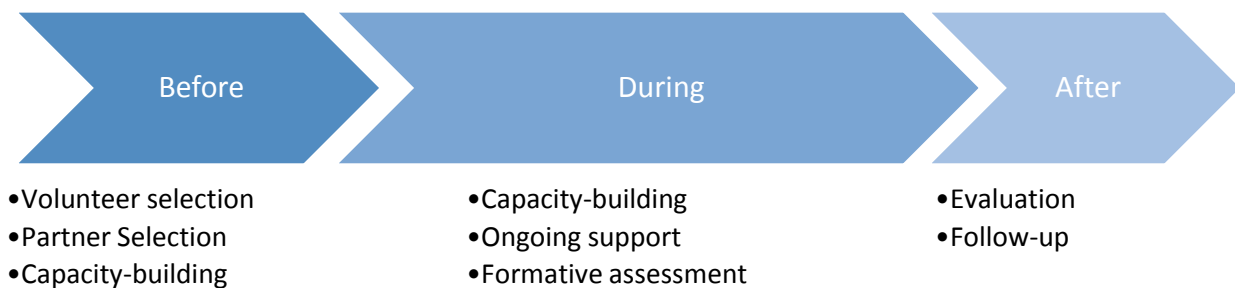 Before
During
After
•Volunteer selection
•Partner Selection
•Capacity-building
•Capacity-building
•Ongoing support
•Formative assessment
•Evaluation
•Follow-up